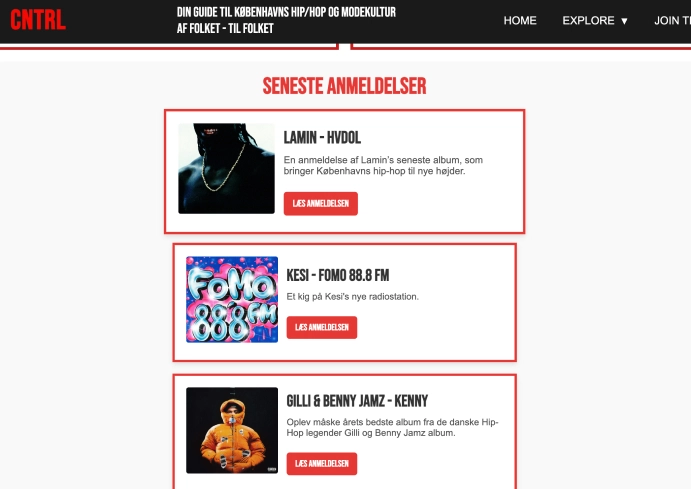 CNTRL
DIN GUIDE TIL KØBENHAVNS HIP/HOP OG MODEKULTUR
AF FOLKET - TIL FOLKET
HOME
EXPLORE ▼
JOIN
SENESTE ANMELDELSER
LAMIN - HVDOL
En anmeldelse af Lamin's seneste album, som
bringer Københavns hip-hop til nye højder.
LÆS ANMELDELSEN
FOMO
88.8 FM
KESI - FOMO 88.8 FM
Et kig på Kesi's nye radiostation.
LÆS ANMELDELSEN
GILLI & BENNY JAMZ - KENNY
Oplev måske årets bedste album fra de danske Hip-
Hop legender Gilli og Benny Jamz album.
LÆS ANMELDELSEN